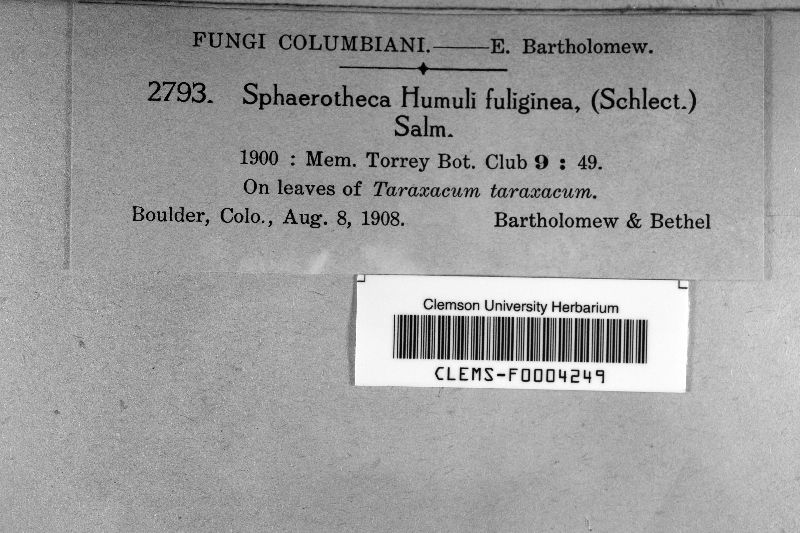 FUNGI COLUMBIANI.——E. Bartholomew.
2793. Sphaerotheca Humuli fuliginea, (Schlect.)
Salm.
1900 : Mem. Torrey Bot. Club 9 : 49.
On leaves of Taraxacum taraxacum.
Boulder, Colo., Aug. 8, 1908. Bartholomew & Bethel
Clemson University Herbarium
CLEMS-F0004249